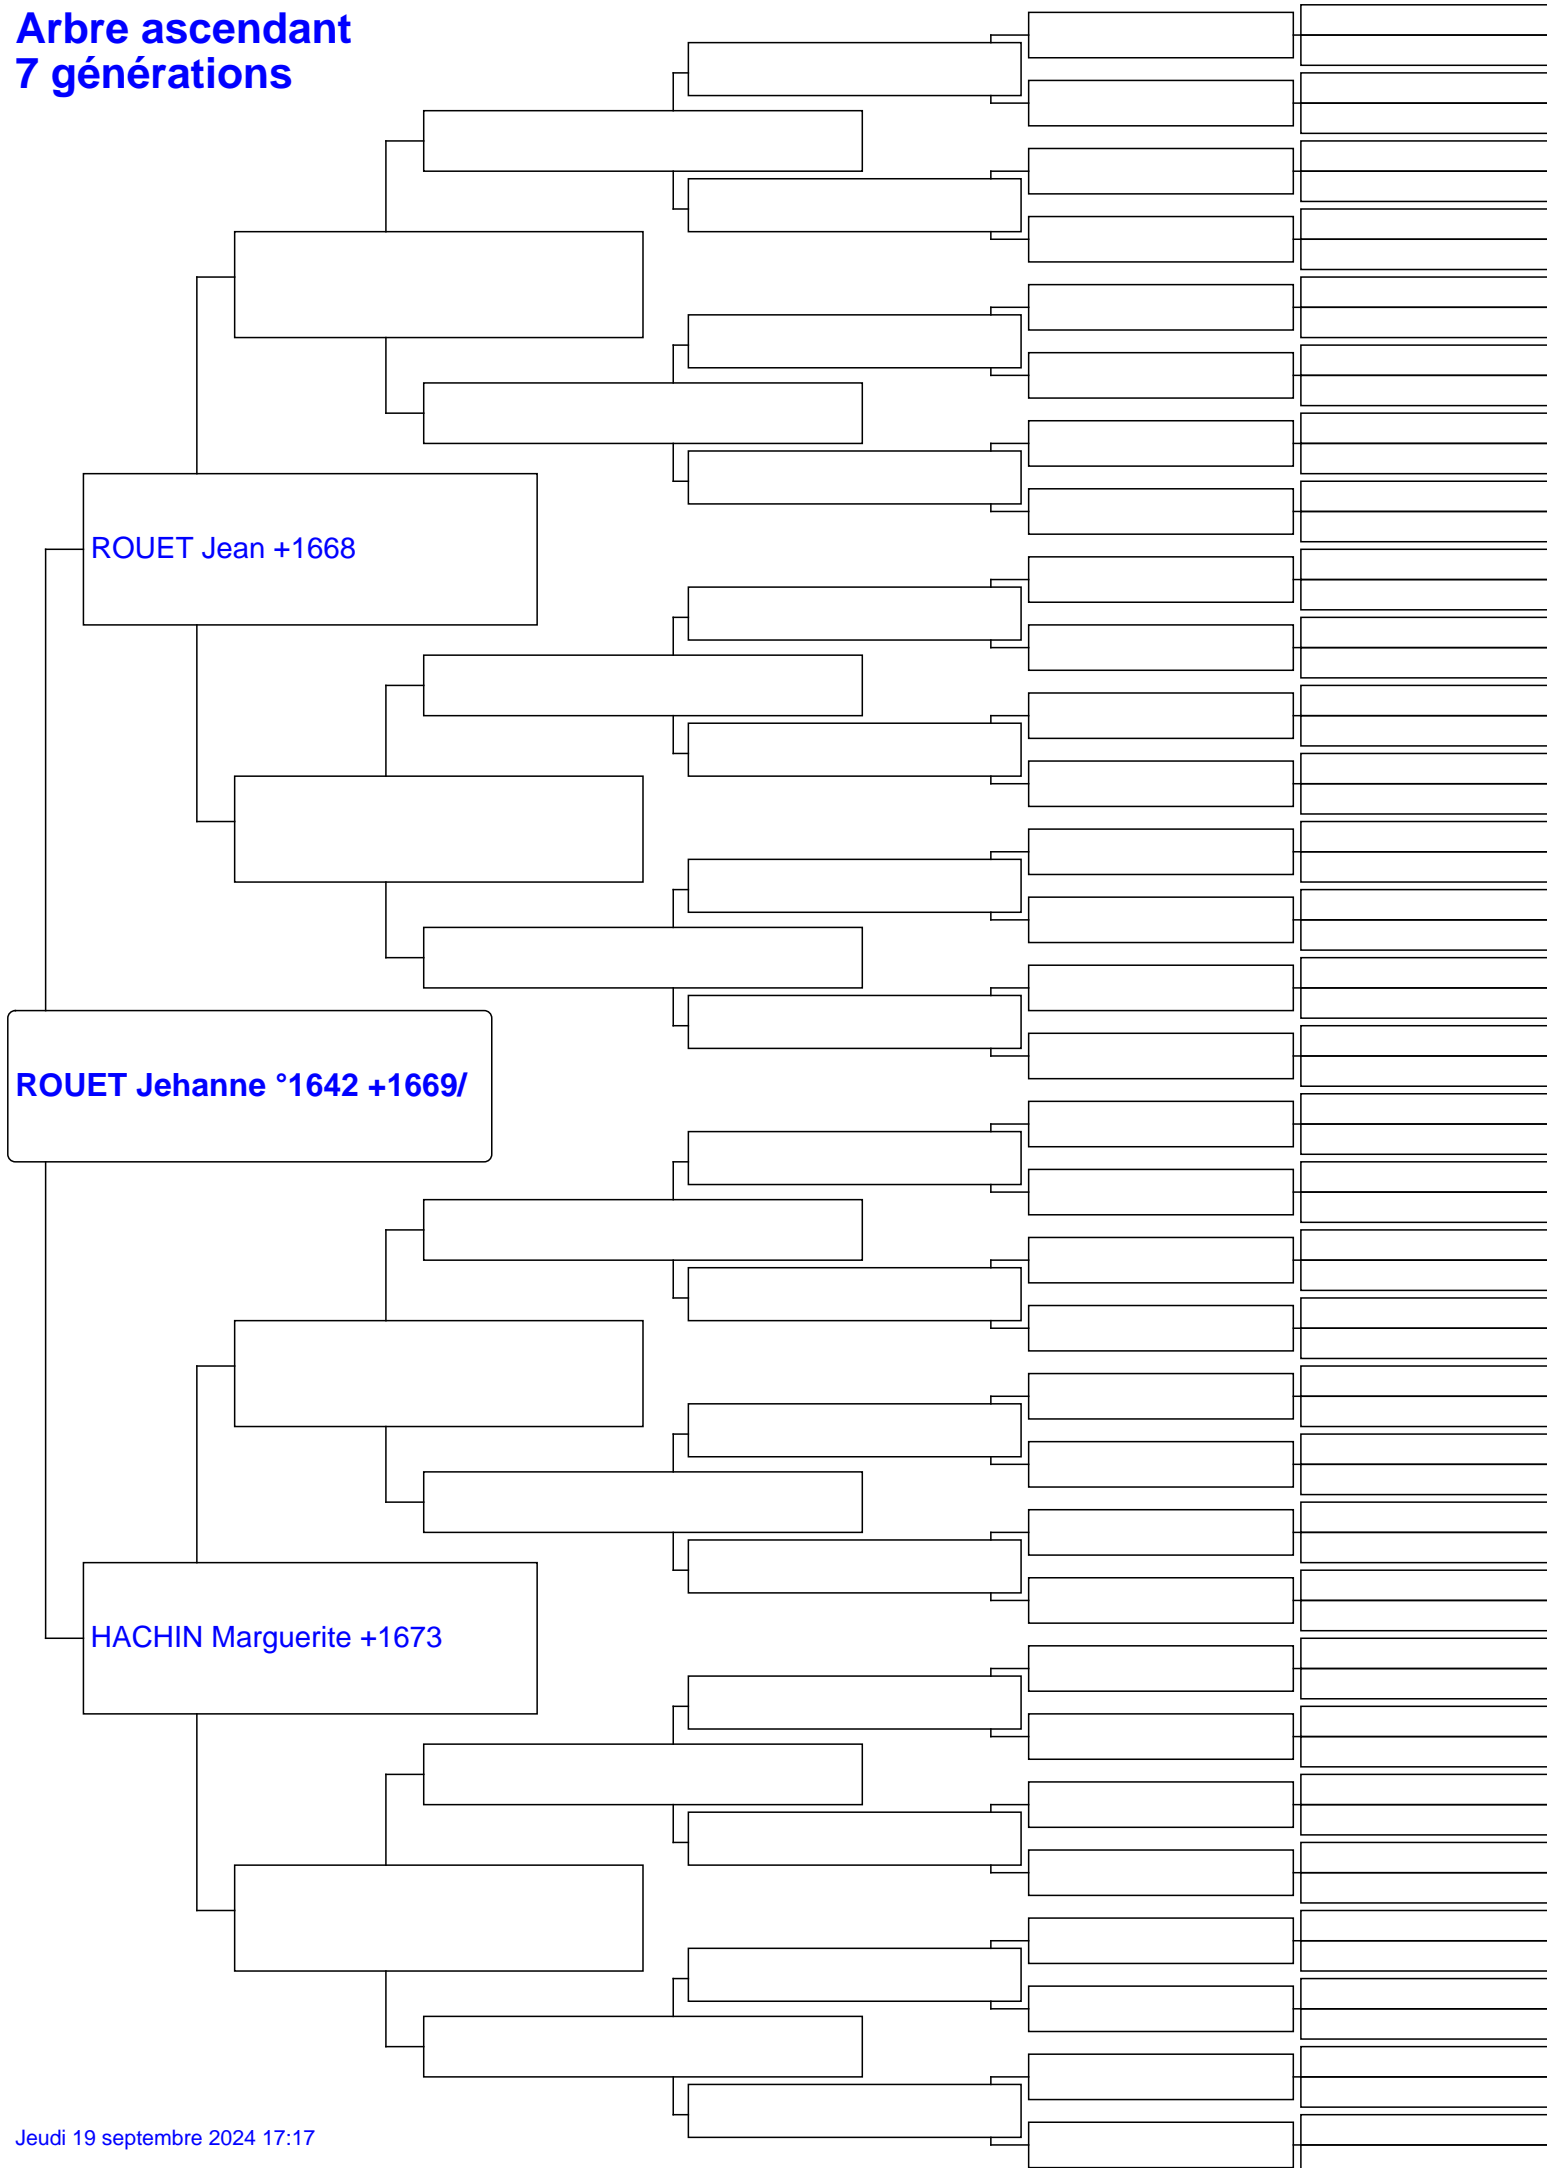 Arbre ascendant
7 générations
ROUET Jean +1668
ROUET Jehanne °1642 +1669/
HACHIN Marguerite +1673
Jeudi 19 septembre 2024 17:17